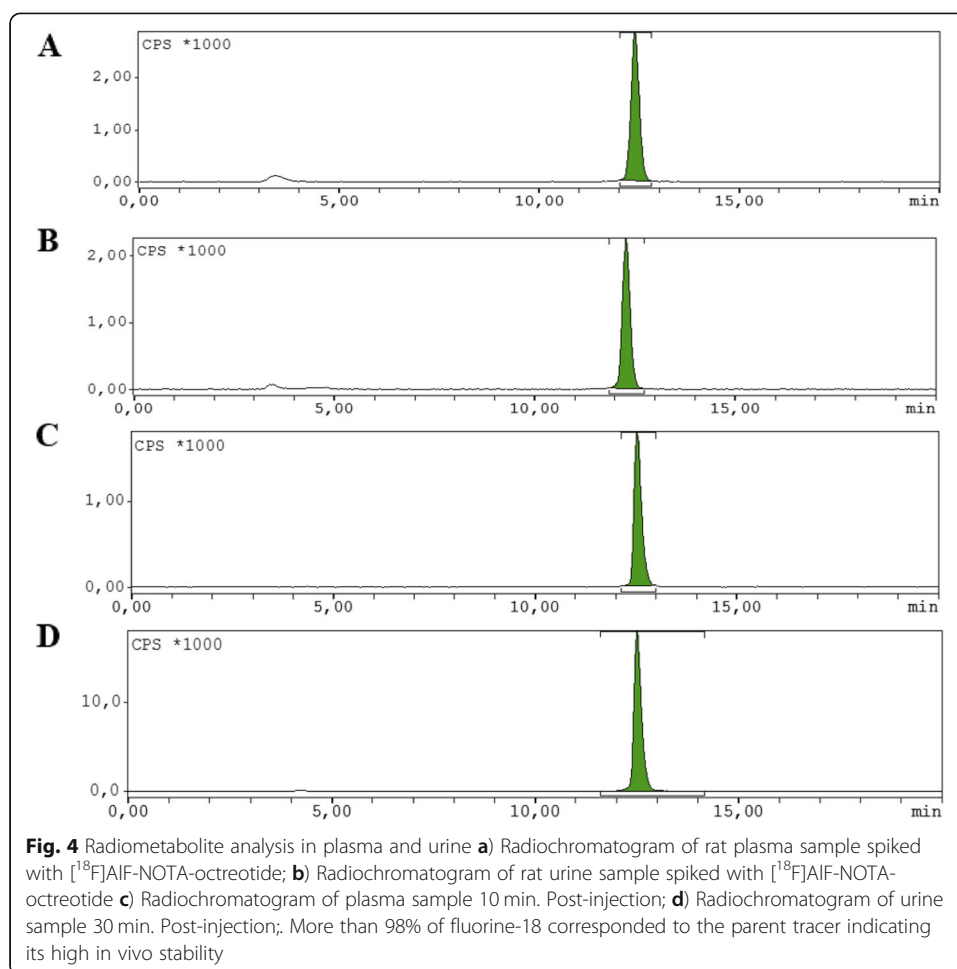 A
CPS *1000
2,00
1,00
0,00
0,00 5,00 10,00 15,00 min
B
CPS *1000
2,00
1,00
0,00
0,00 5,00 10,00 15,00 min
C
CPS *1000
1,00
0,00
0,00 5,00 10,00 15,00 min
D
CPS *1000
10,0
0,0
0,00 5,00 10,00 15,00 min
Fig. 4 Radiometabolite analysis in plasma and urine a) Radiochromatogram of rat plasma sample spiked
with [¹⁸F]AlF-NOTA-octreotide; b) Radiochromatogram of rat urine sample spiked with [¹⁸F]AlF-NOTA-
octreotide c) Radiochromatogram of plasma sample 10 min. Post-injection; d) Radiochromatogram of urine
sample 30 min. Post-injection;. More than 98% of fluorine-18 corresponded to the parent tracer indicating
its high in vivo stability